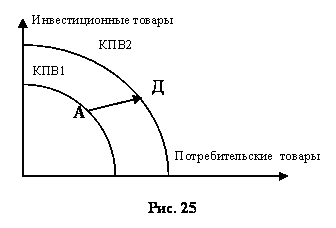 Инвестиционные товары
КПВ2
КПВ1
Д
А
Потребительские товары
Рис. 25